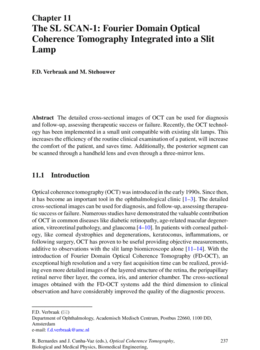 Chapter 11
The SL SCAN-1: Fourier Domain Optical
Coherence Tomography Integrated into a Slit
Lamp
F.D. Verbraak and M. Stehouwer
Abstract The detailed cross-sectional images of OCT can be used for diagnosis
and follow-up, assessing therapeutic success or failure. Recently, the OCT technol-
ogy has been implemented in a small unit compatible with existing slit lamps. This
increases the efficiency of the routine clinical examination of a patient, will increase
the comfort of the patient, and saves time. Additionally, the posterior segment can
be scanned through a handheld lens and even through a three-mirror lens.
11.1 Introduction
Optical coherence tomography (OCT) was introduced in the early 1990s. Since then,
it has become an important tool in the ophthalmological clinic [1–3]. The detailed
cross-sectional images can be used for diagnosis, and follow-up, assessing therapeu-
tic success or failure. Numerous studies have demonstrated the valuable contribution
of OCT in common diseases like diabetic retinopathy, age-related macular degener-
ation, vitreoretinal pathology, and glaucoma [4–10]. In patients with corneal pathol-
ogy, like corneal dystrophies and degenerations, keratoconus, inflammations, or
following surgery, OCT has proven to be useful providing objective measurements,
additive to observations with the slit lamp biomicroscope alone [11–14]. With the
introduction of Fourier Domain Optical Coherence Tomography (FD-OCT), an
exceptional high resolution and a very fast acquisition time can be realized, provid-
ing even more detailed images of the layered structure of the retina, the peripapillary
retinal nerve fiber layer, the cornea, iris, and anterior chamber. The cross-sectional
images obtained with the FD-OCT systems add the third dimension to clinical
observation and have considerably improved the quality of the diagnostic process.
F.D. Verbraak
Department of Ophthalmology, Academisch Medisch Centrum, Postbus 22660, 1100 DD,
Amsterdam
e-mail: f.d.verbraak@amc.nl
R. Bernardes and J. Cunha-Vaz (eds.), Optical Coherence Tomography,
237
Biological and Medical Physics, Biomedical Engineering,